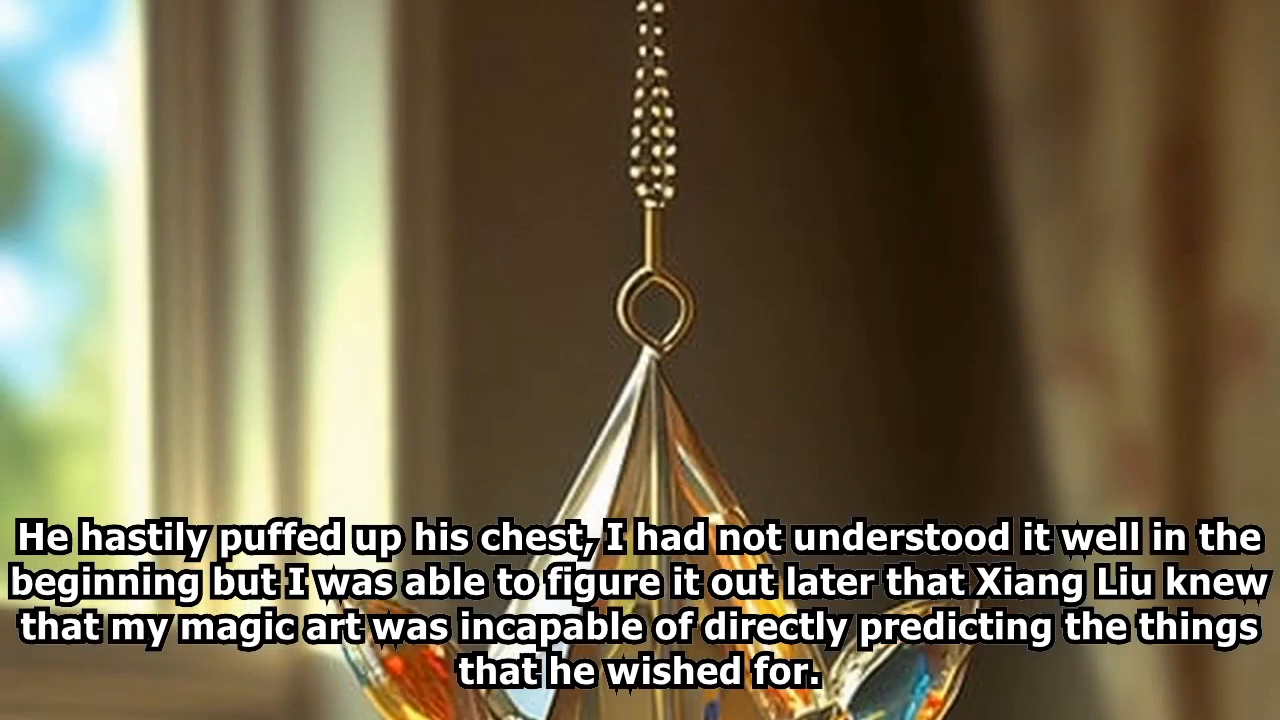 He hastily puffed up his chest, I had not understood it well in the
beginning but I was able to figure it out later that Xiang Liu knew
that my magic art was incapable of directly predicting the things
that he wished for.